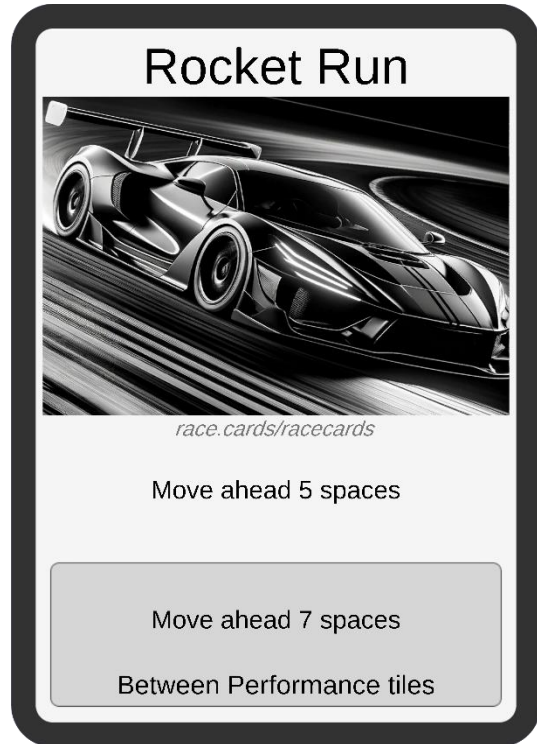 Rocket Run
race.cards/racecards
Move ahead 5 spaces
Move ahead 7 spaces
Between Performance tiles